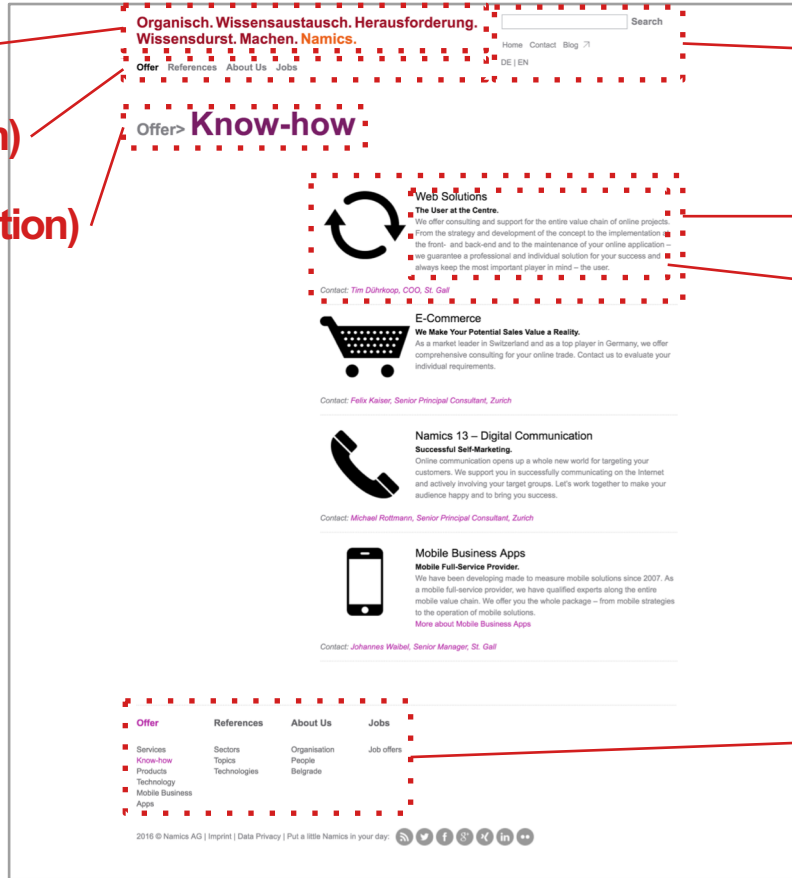 Organisch. Wissensaustausch. Herausforderung.
Wissensdurst. Machen. Namics.
Search
Home Contact Blog
DE | EN
Offer References About Us Jobs
n)
Offer> Know-how
tion)
Web Solutions
The User at the Centre.
We offer consulting and support for the entire value chain of online projects.
From the strategy and development of the concept to the implementation at
the front- and back-end and to the maintenance of your online application –
we guarantee a professional and individual solution for your success and
always keep the most important player in mind – the user.
Contact: Tim Dührkoop, COO, St. Gall
E-Commerce
We Make Your Potential Sales Value a Reality.
As a market leader in Switzerland and as a top player in Germany, we offer
comprehensive consulting for your online trade. Contact us to evaluate your
individual requirements.
Contact: Felix Kaiser, Senior Principal Consultant, Zurich
Namics 13 – Digital Communication
Successful Self-Marketing.
Online communication opens up a whole new world for targeting your
customers. We support you in successfully communicating on the Internet
and actively involving your target groups. Let's work together to make your
audience happy and to bring you success.
Contact: Michael Rottmann, Senior Principal Consultant, Zurich
Mobile Business Apps
Mobile Full-Service Provider.
We have been developing made to measure mobile solutions since 2007. As
a mobile full-service provider, we have qualified experts along the entire
mobile value chain. We offer you the whole package – from mobile strategies
to the operation of mobile solutions.
More about Mobile Business Apps
Contact: Johannes Waibel, Senior Manager, St. Gall
Offer References About Us Jobs
Services Sectors Organisation Job offers
Know-how Topics People
Products Technologies Belgrade
Technology
Mobile Business
Apps
2016 © Namics AG | Imprint | Data Privacy | Put a little Namics in your day: